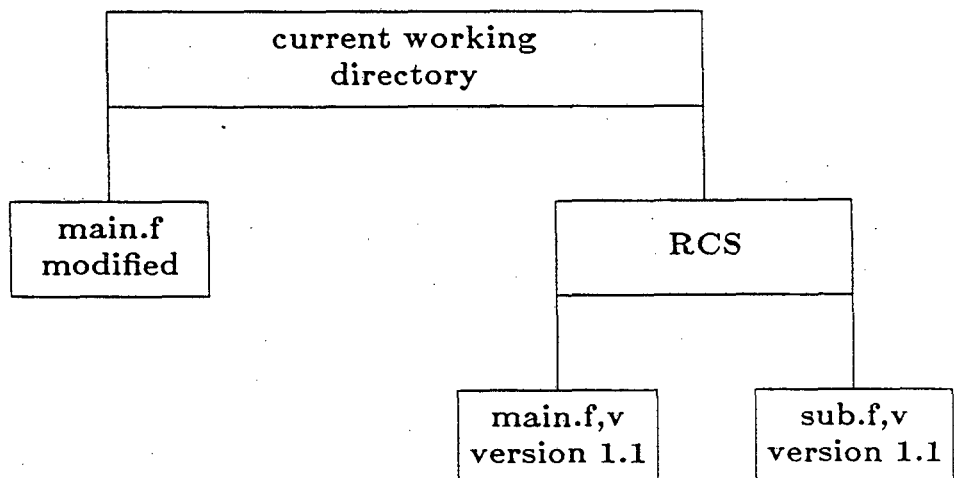 current working
directory
main.f
modified
RCS
main.f,v
version 1.1
sub.f,v
version 1.1